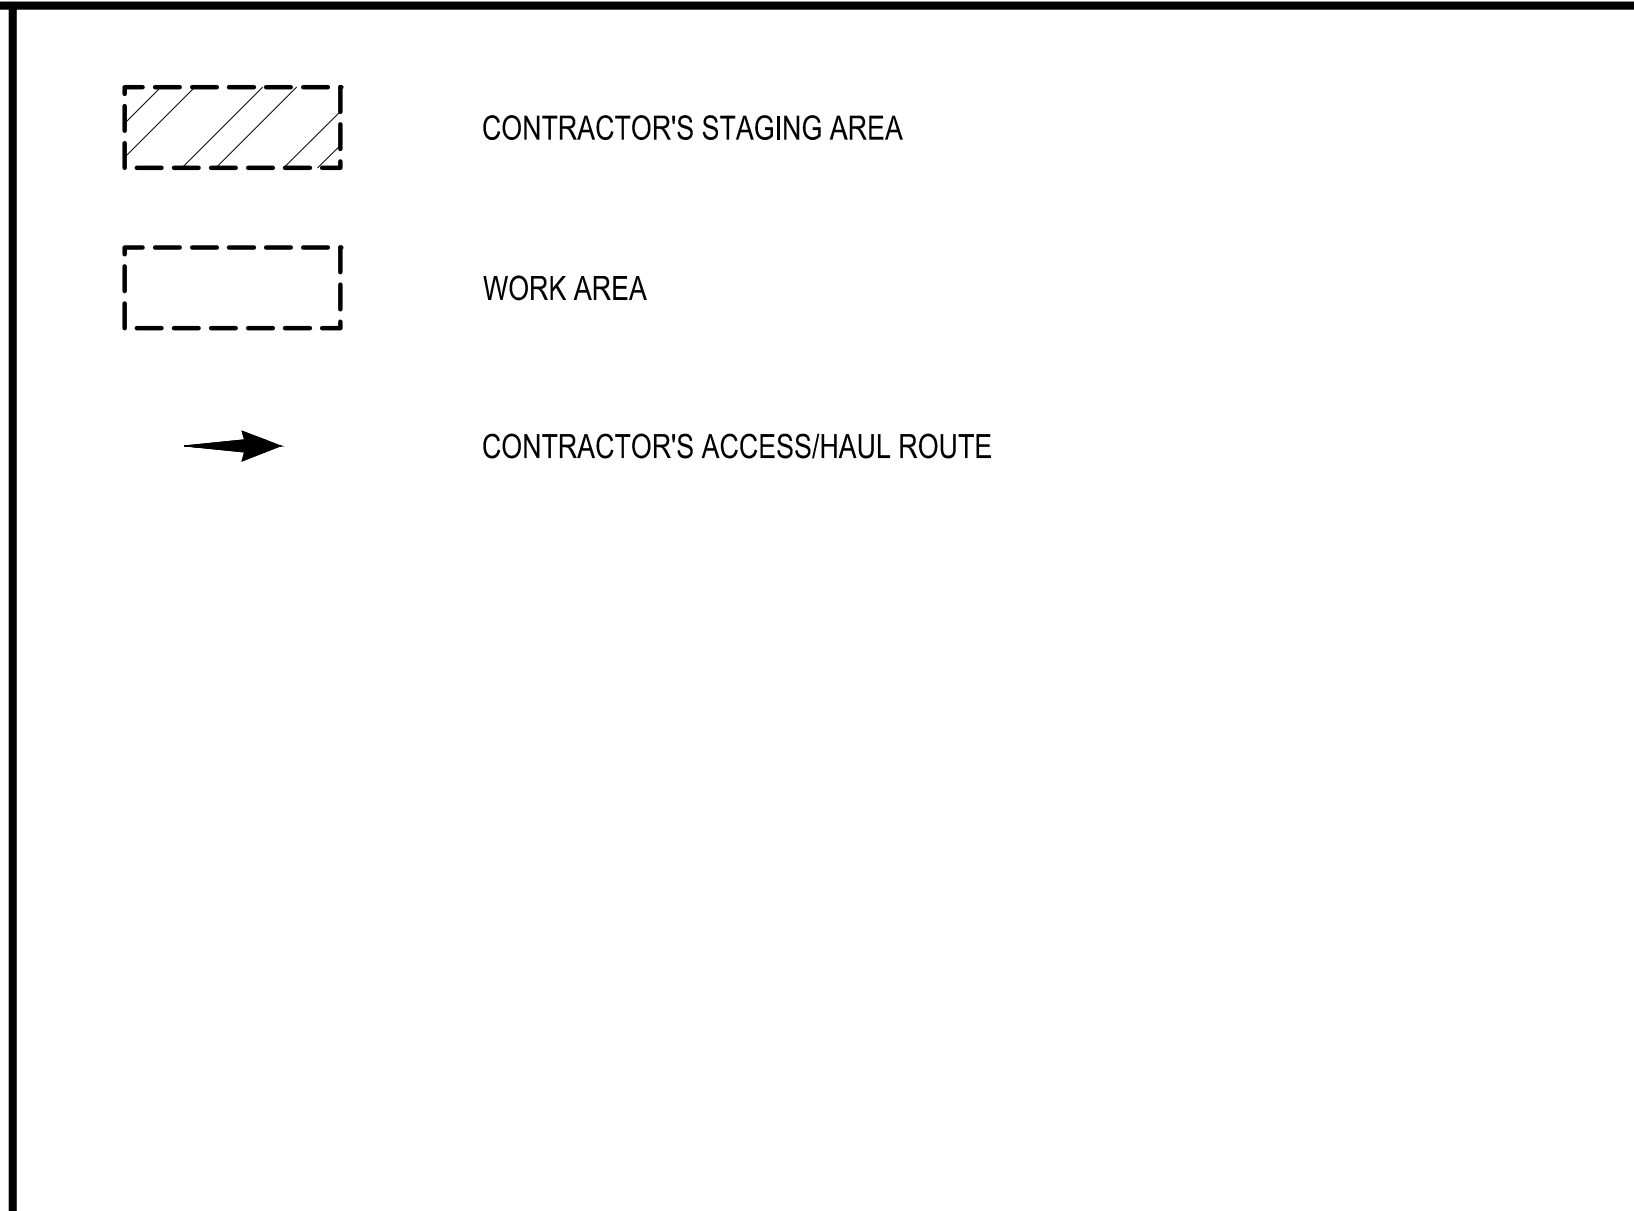 CONTRACTOR'S STAGING AREA
WORK AREA
CONTRACTOR'S ACCESS/HAUL ROUTE